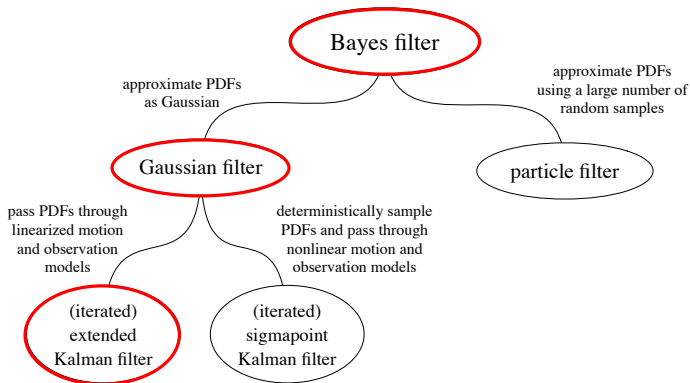 Bayes filter
approximate PDFs
as Gaussian
approximate PDFs
using a large number of
random samples
Gaussian filter
particle filter
pass PDFs through
linearized motion
and observation
models
deterministically sample
PDFs and pass through
nonlinear motion and
observation models
(iterated)
extended
Kalman filter
(iterated)
sigmapoint
Kalman filter